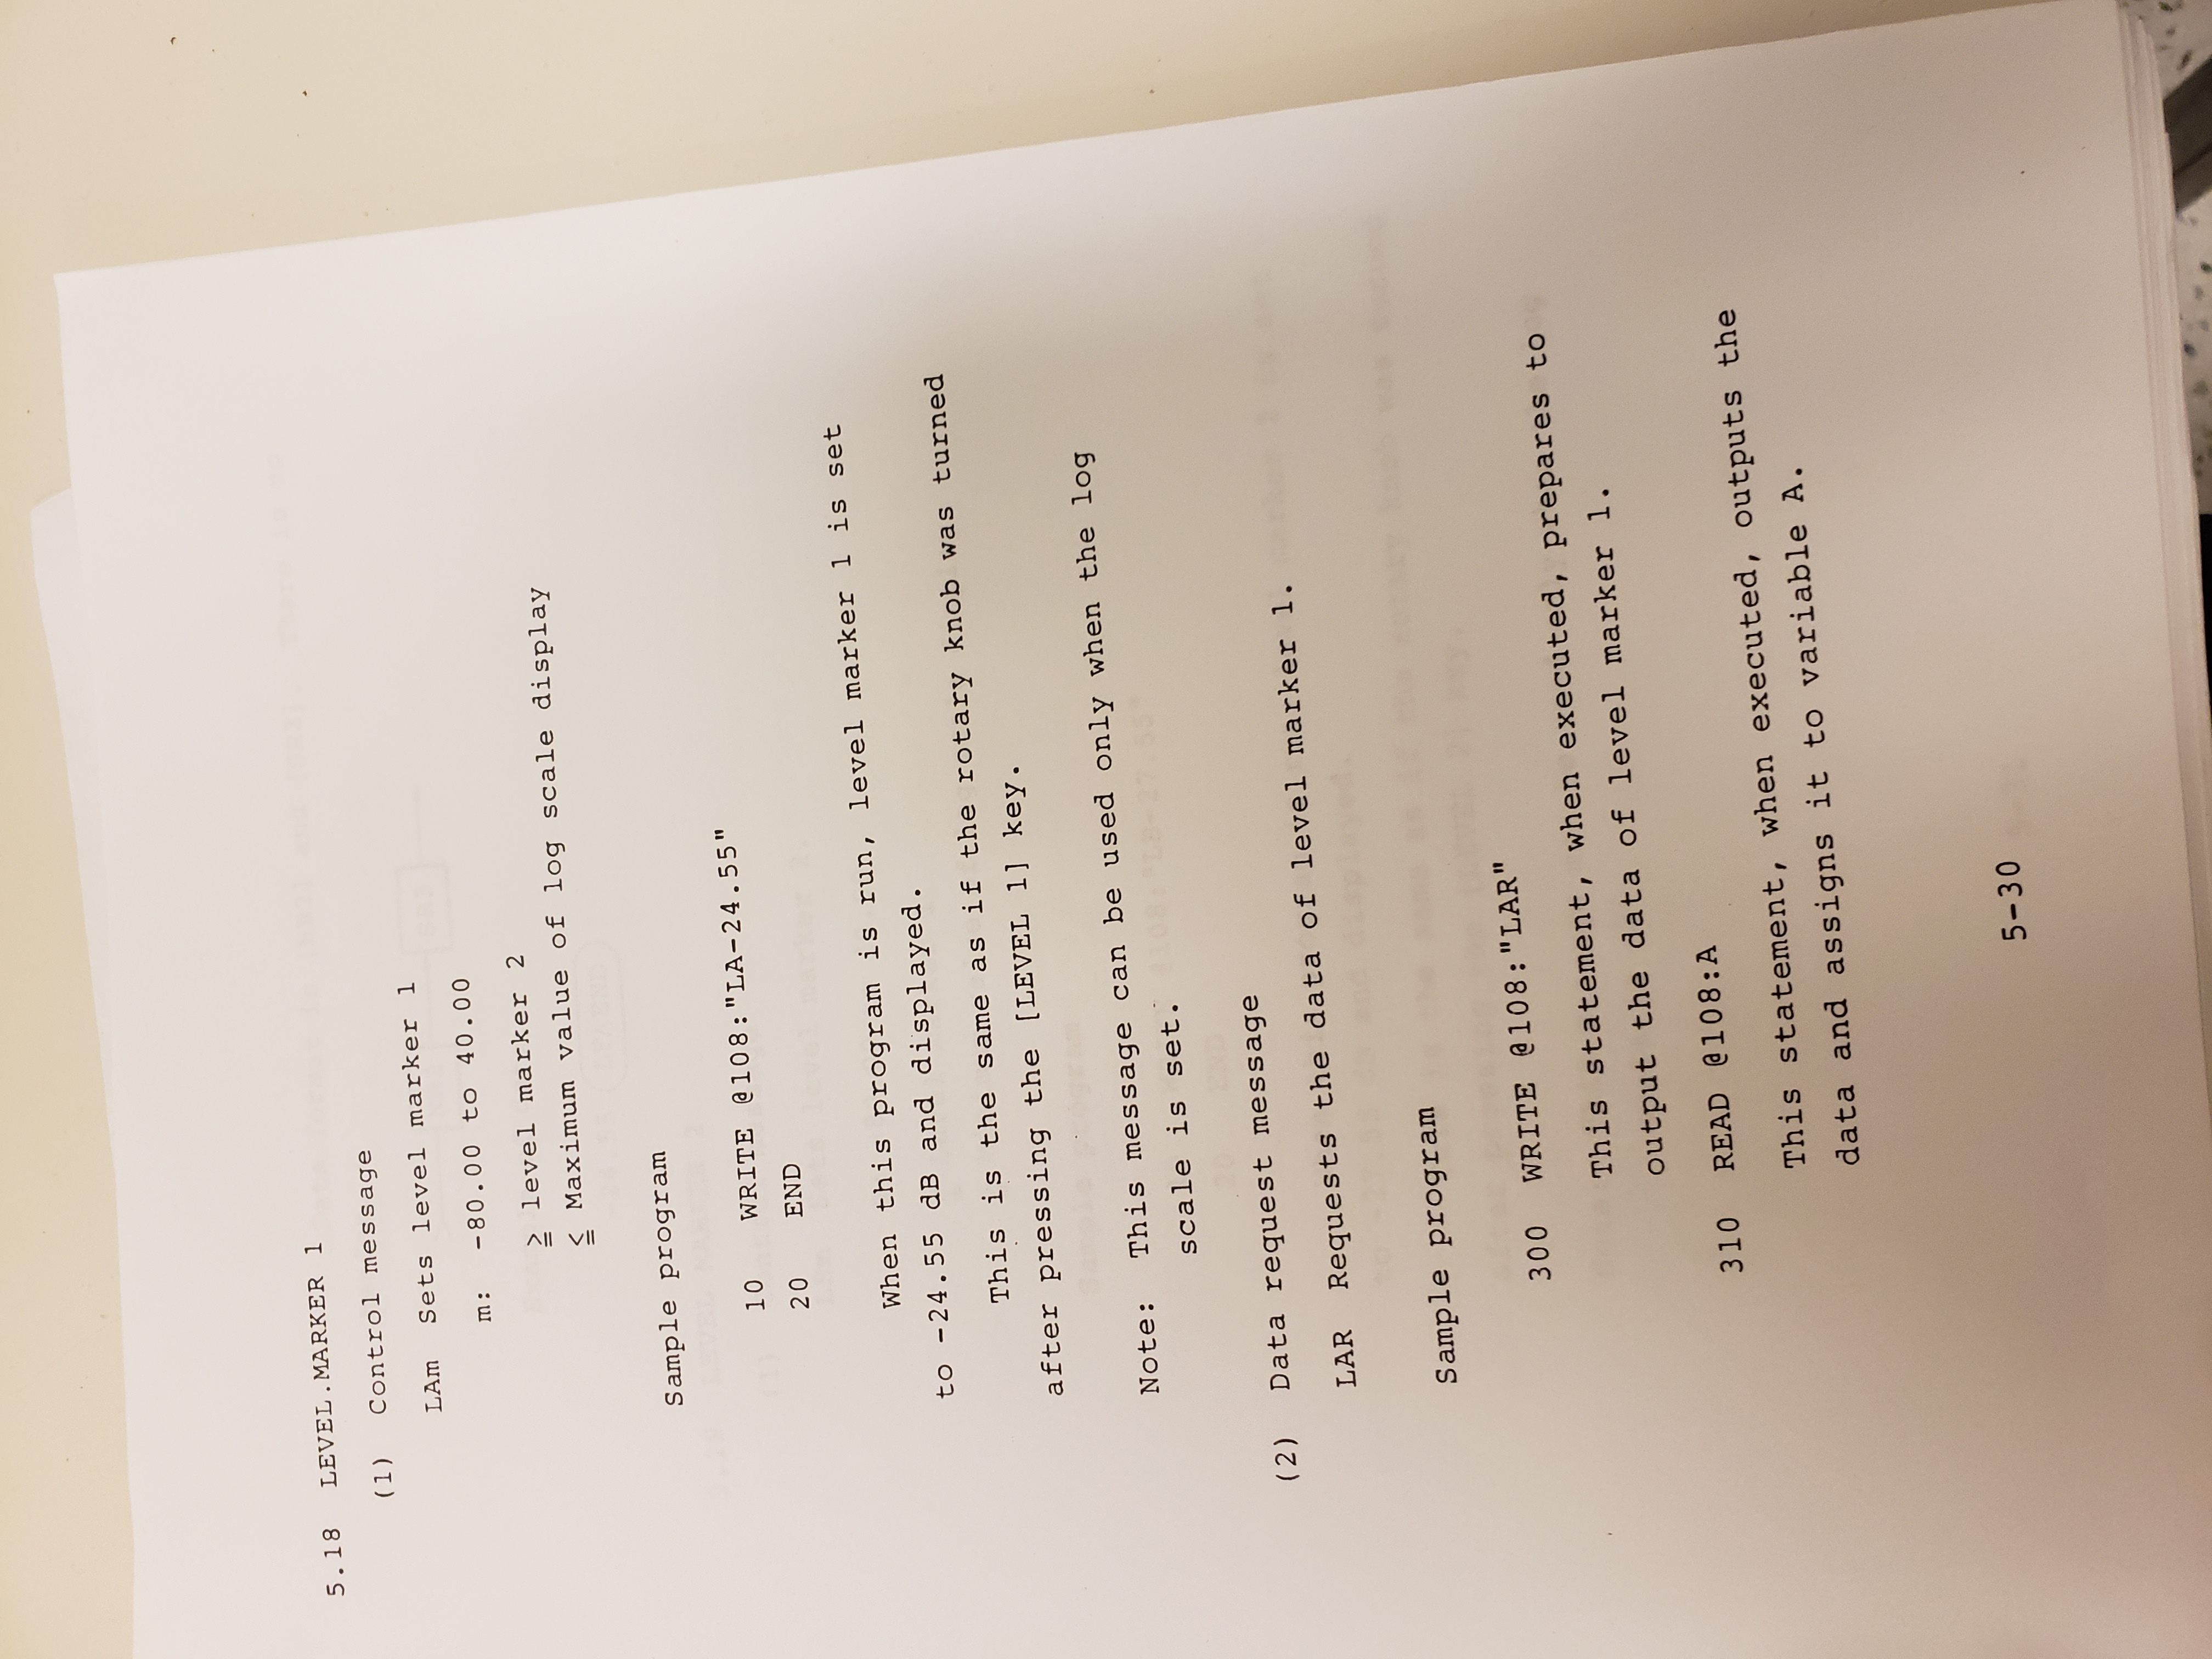 5.18 LEVEL.MARKER 1
(1) Control message
LAm Sets level marker 1
m: -80.00 to 40.00
≧ level marker 2
≦ Maximum value of log scale display
Sample program
10 WRITE @108:"LA-24.55"
20 END
When this program is run, level marker 1 is set
to -24.55 dB and displayed.
This is the same as if the rotary knob was turned
after pressing the [LEVEL 1] key.
Note: This message can be used only when the log
scale is set.
(2) Data request message
LAR Requests the data of level marker 1.
Sample program
300 WRITE @108:"LAR"
This statement, when executed, prepares to
output the data of level marker 1.
310 READ @108:A
This statement, when executed, outputs the
data and assigns it to variable A.
5-30